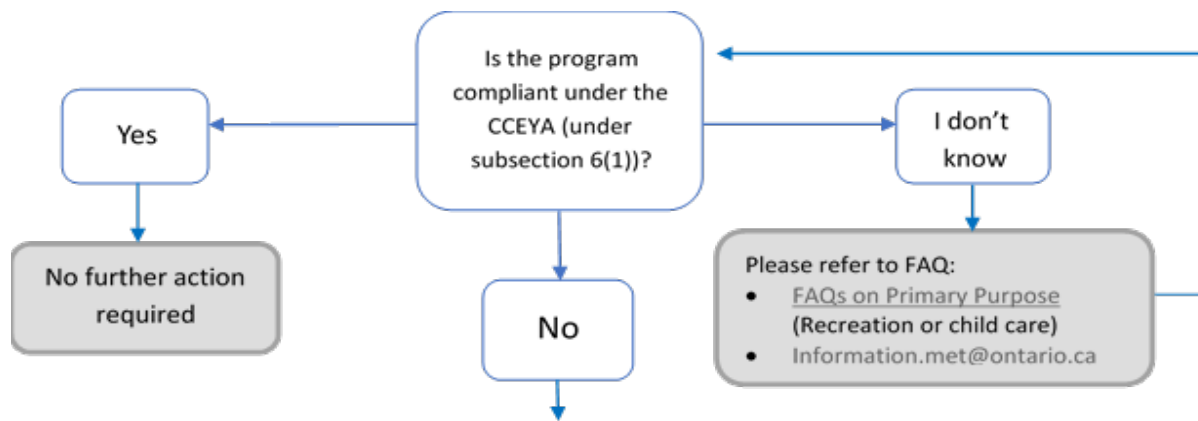 Is the program
compliant under the
CCEYA (under
subsection 6(1))?
Yes
I don't
know
No further action
required
No
Please refer to FAQ:
• FAQs on Primary Purpose
(Recreation or child care)
• Information.met@ontario.ca